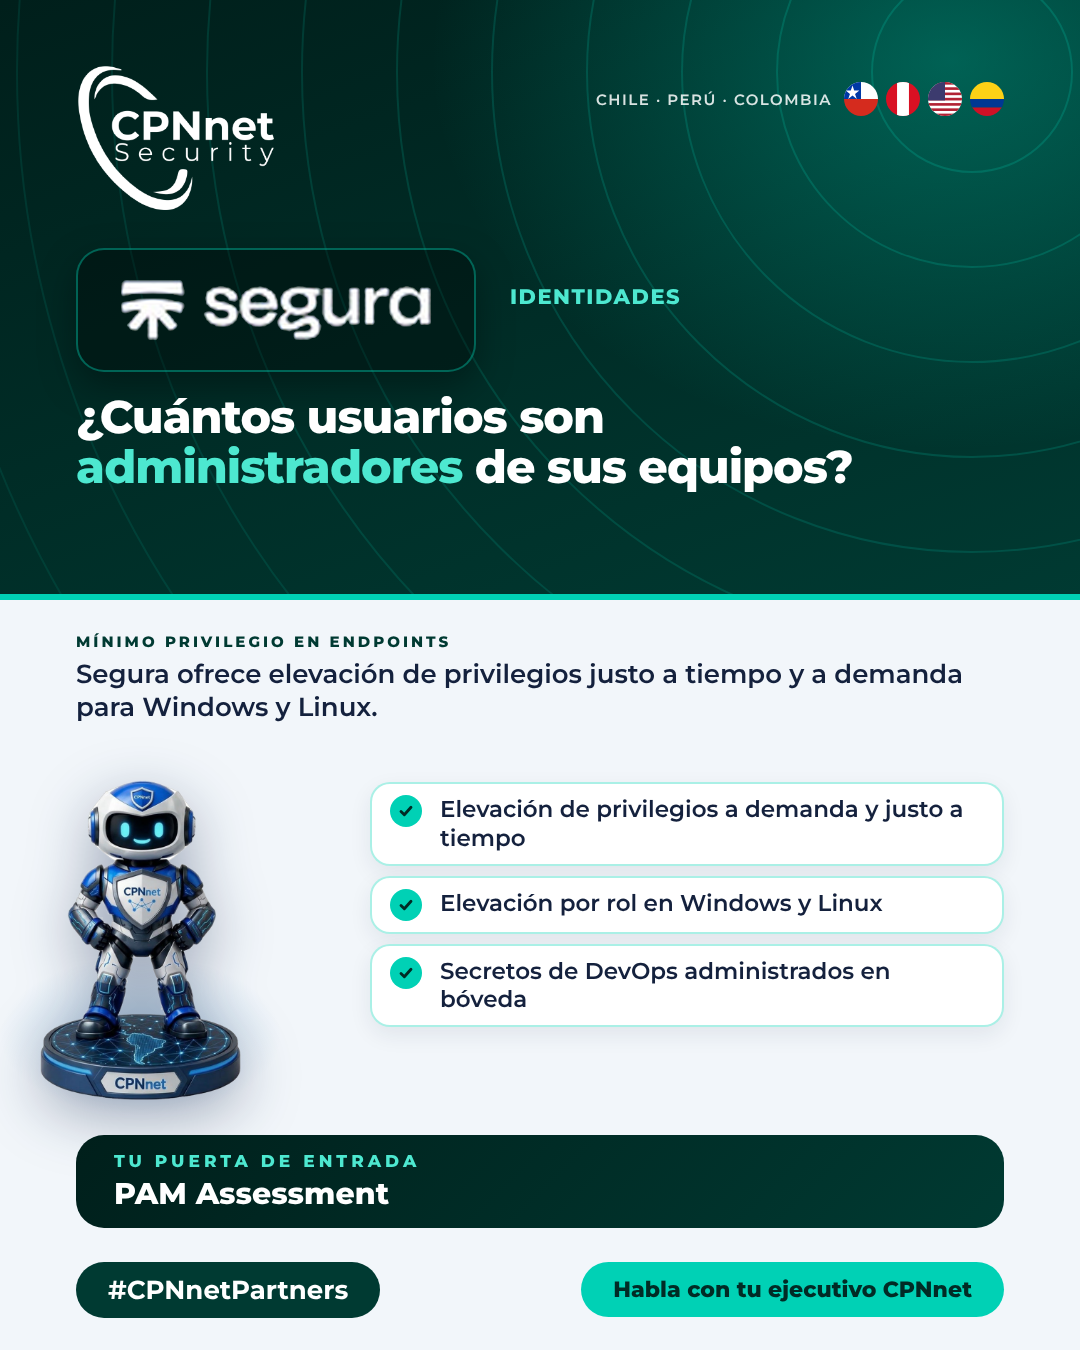 CPNnet
Security
CHILE · PERÚ · COLOMBIA
segura
IDENTIDADES
¿Cuántos usuarios son
administradores de sus equipos?
MÍNIMO PRIVILEGIO EN ENDPOINTS
Segura ofrece elevación de privilegios justo a tiempo y a demanda
para Windows y Linux.
CPNnet
CPNnet
CPNnet
Elevación de privilegios a demanda y justo a
tiempo
Elevación por rol en Windows y Linux
Secretos de DevOps administrados en
bóveda
TU PUERTA DE ENTRADA
PAM Assessment
#CPNnetPartners
Habla con tu ejecutivo CPNnet